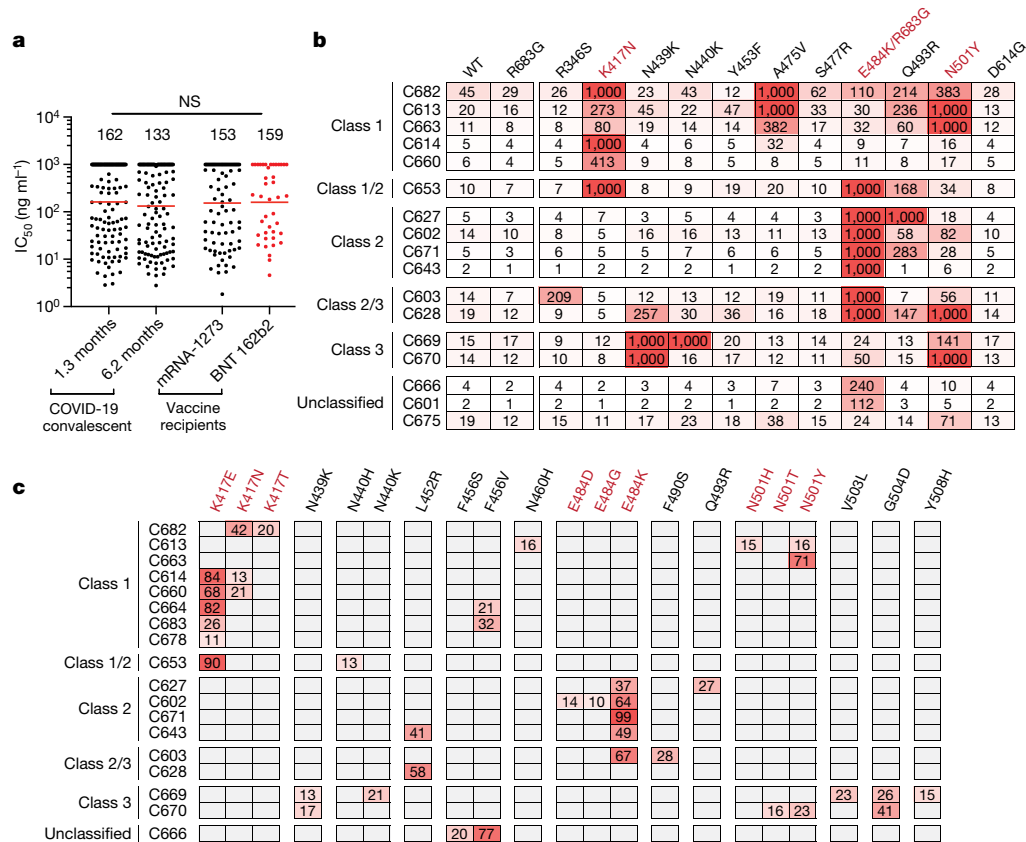 a
NS
162 133 153 159
10⁴
10³
10²
10¹
10⁰
IC₅₀ (ng ml⁻¹)
1.3 months
6.2 months
mRNA-1273
BNT 162b2
COVID-19
convalescent
Vaccine
recipients
b
WT R683G R346S K417N N439K N440K Y453F A475V S477R E484K/R683G Q493R N501Y D614G
Class 1
C682 45 29 26 1,000 23 43 12 1,000 62 110 214 383 28
C613 20 16 12 273 45 22 47 1,000 33 30 236 1,000 13
C663 11 8 8 80 19 14 14 382 17 32 60 1,000 12
C614 5 4 4 1,000 4 6 5 32 4 9 7 16 4
C660 6 4 5 413 9 8 5 8 5 11 8 17 5
Class 1/2
C653 10 7 7 1,000 8 9 19 20 10 1,000 168 34 8
Class 2
C627 5 3 4 7 3 5 4 4 3 1,000 1,000 18 4
C602 14 10 8 5 16 16 13 11 13 1,000 58 82 10
C671 5 3 6 5 5 7 6 6 5 1,000 283 28 5
C643 2 1 1 2 2 2 1 2 2 1,000 1 6 2
Class 2/3
C603 14 7 209 5 12 13 12 19 11 1,000 7 56 11
C628 19 12 9 5 257 30 36 16 18 1,000 147 1,000 14
Class 3
C669 15 17 9 12 1,000 1,000 20 13 14 24 13 141 17
C670 14 12 10 8 1,000 16 17 12 11 50 15 1,000 13
Unclassified
C666 4 2 4 2 3 4 3 7 3 240 4 10 4
C601 2 1 2 1 2 2 1 2 2 112 3 5 2
C675 19 12 15 11 17 23 18 38 15 24 14 71 13
c
K417E K417N K417T N439K N440H N440K L452R F456S F456V N460H E484D E484G E484K F490S Q493R N501H N501T N501Y V503L G504D Y508H
Class 1
C682 42 20
C613 16 15 16
C663 71
C614 84 13
C660 68 21
C664 82 21
C683 26 32
C678 11
Class 1/2
C653 90 13
Class 2
C627 37 27
C602 14 10 64
C671 99
C643 41 49
Class 2/3
C603 67 28
C628 58
Class 3
C669 13 21 23 26 15
C670 17 16 23 41
Unclassified
C666 20 77